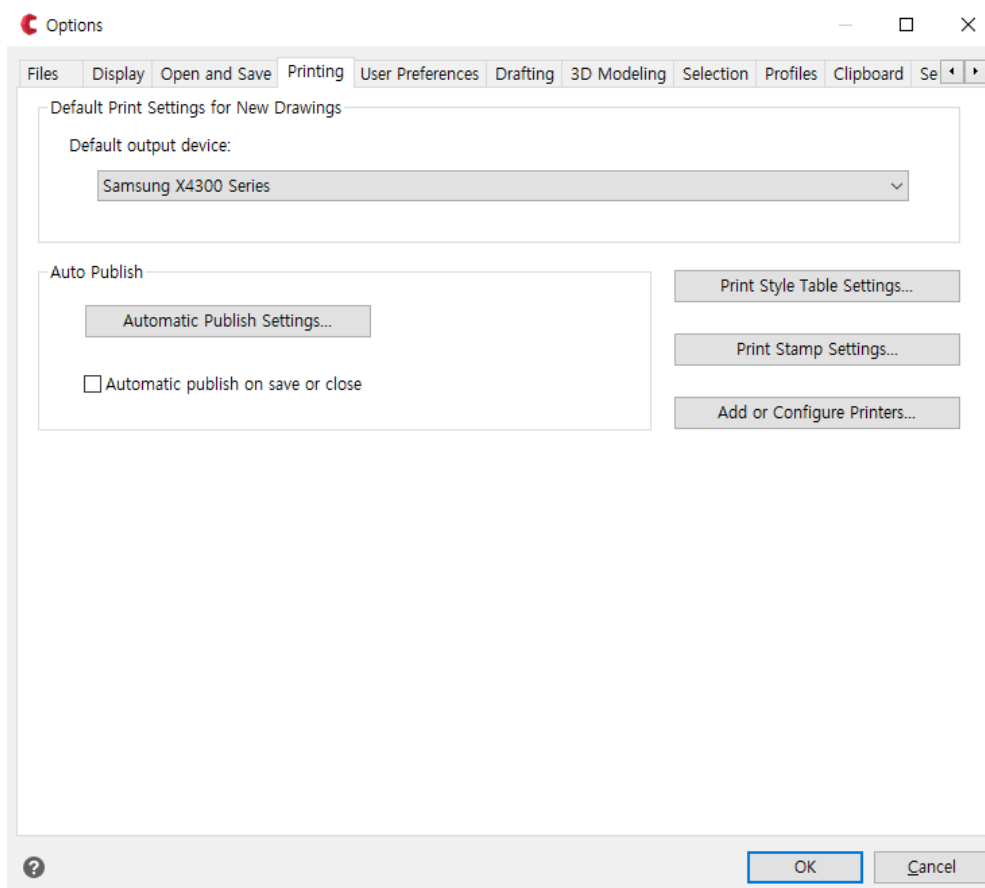 Options
Files Display Open and Save Printing User Preferences Drafting 3D Modeling Selection Profiles Clipboard Se
Default Print Settings for New Drawings
Default output device:
Samsung X4300 Series
Auto Publish
Automatic Publish Settings...
Automatic publish on save or close
Print Style Table Settings...
Print Stamp Settings...
Add or Configure Printers...
OK Cancel